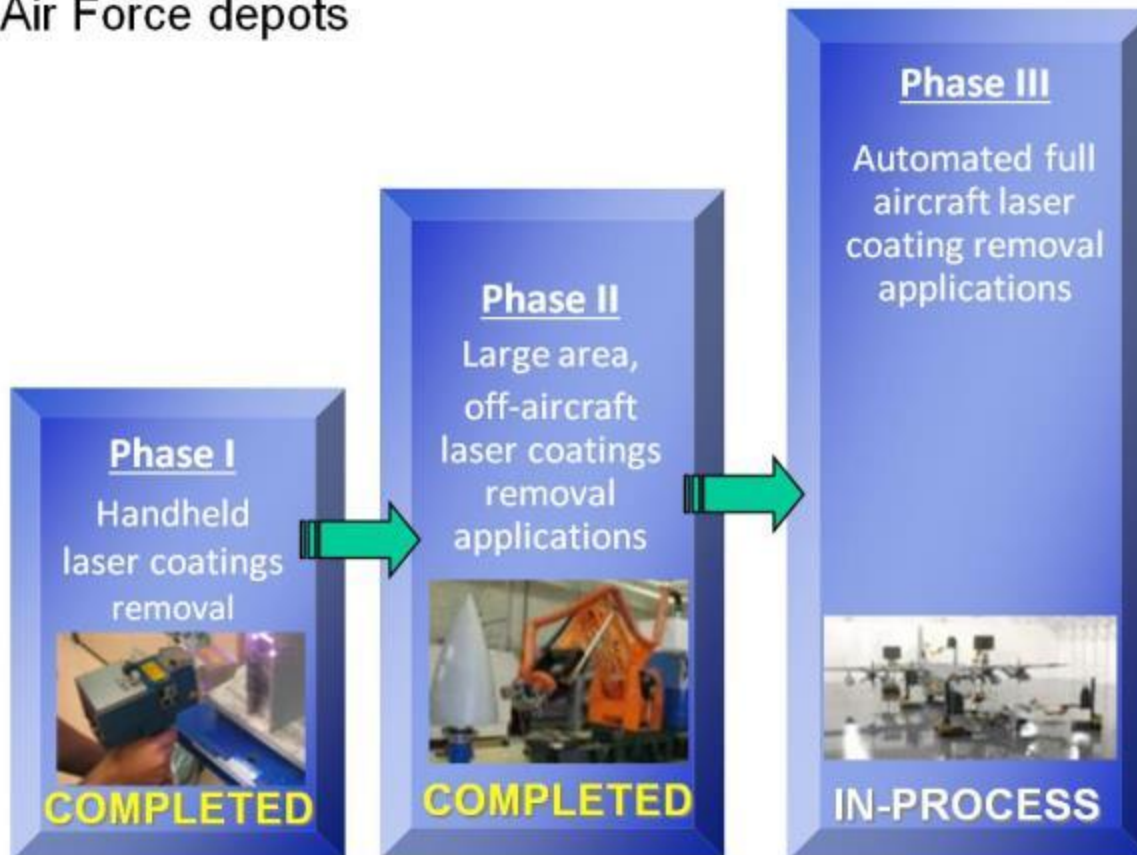 Air Force depots
Phase I
Handheld
laser coatings
removal
COMPLETED
Phase II
Large area,
off-aircraft
laser coatings
removal
applications
COMPLETED
Phase III
Automated full
aircraft laser
coating removal
applications
IN-PROCESS